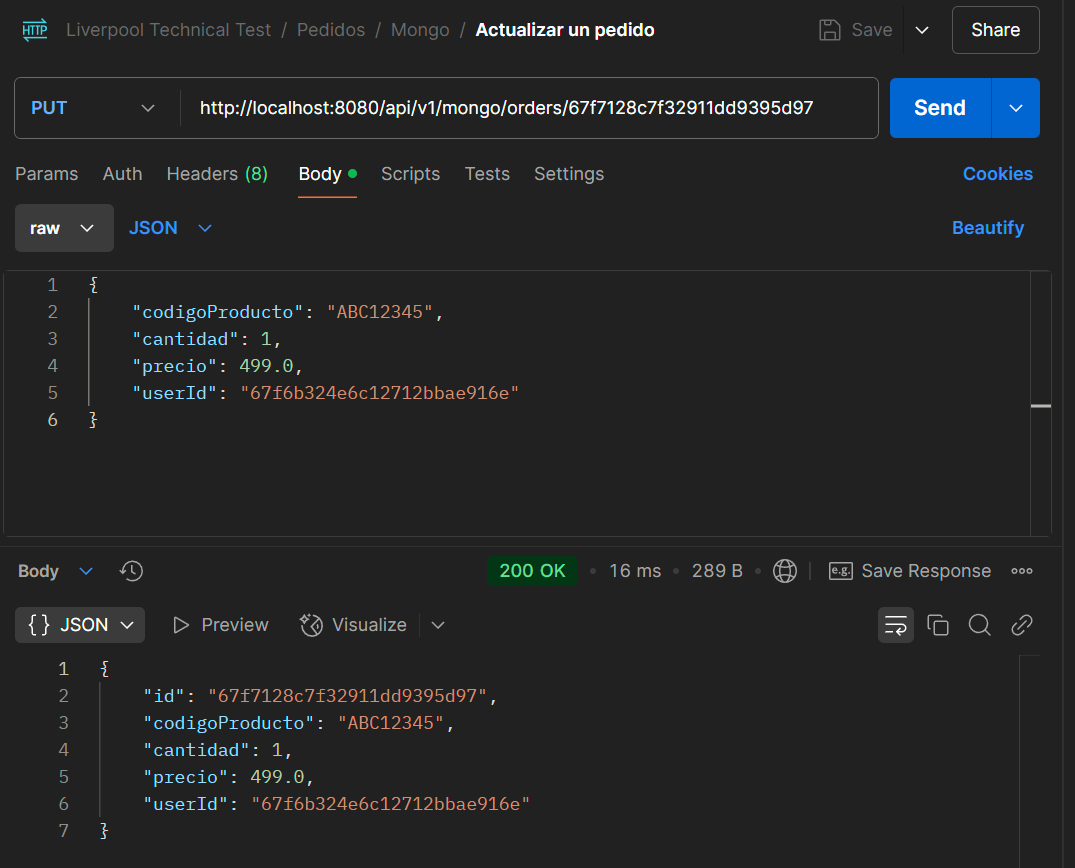 HTTP Liverpool Technical Test / Pedidos / Mongo / Actualizar un pedido Save Share
PUT http://localhost:8080/api/v1/mongo/orders/67f7128c7f32911dd9395d97 Send
Params Auth Headers (8) Body Scripts Tests Settings Cookies
raw JSON Beautify
1 {
2 "codigoProducto": "ABC12345",
3 "cantidad": 1,
4 "precio": 499.0,
5 "userId": "67f6b324e6c12712bbae916e"
6 }
Body 200 OK • 16 ms • 289 B • e.g. Save Response
{} JSON Preview Visualize
1 {
2 "id": "67f7128c7f32911dd9395d97",
3 "codigoProducto": "ABC12345",
4 "cantidad": 1,
5 "precio": 499.0,
6 "userId": "67f6b324e6c12712bbae916e"
7 }